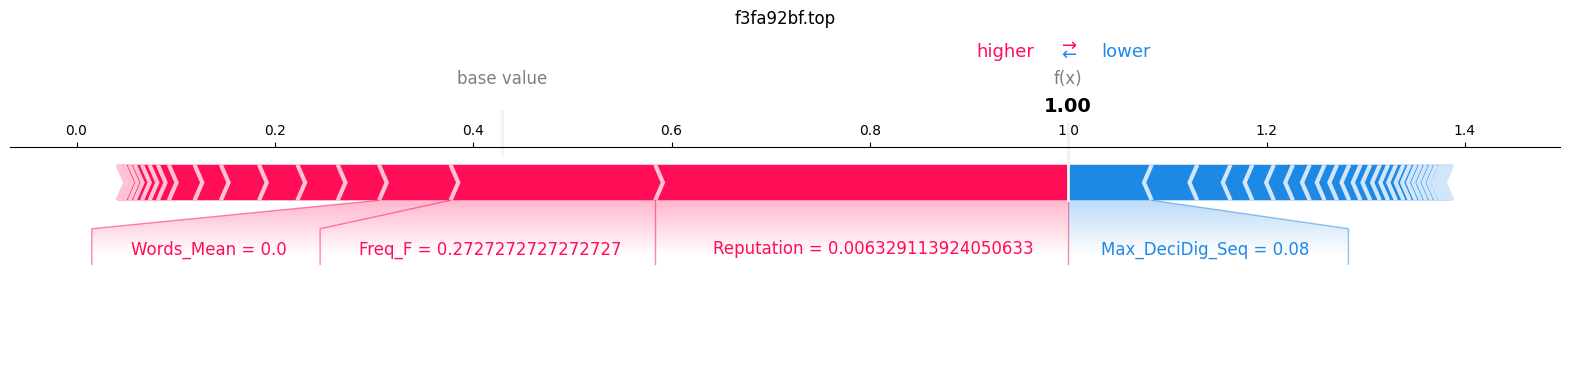 f3fa92bf.top
higher → ← lower
base value f(x)
1.00
0.0 0.2 0.4 0.6 0.8 1.0 1.2 1.4
Words_Mean = 0.0 Freq_F = 0.2727272727272727 Reputation = 0.006329113924050633 Max_DeciDig_Seq = 0.08